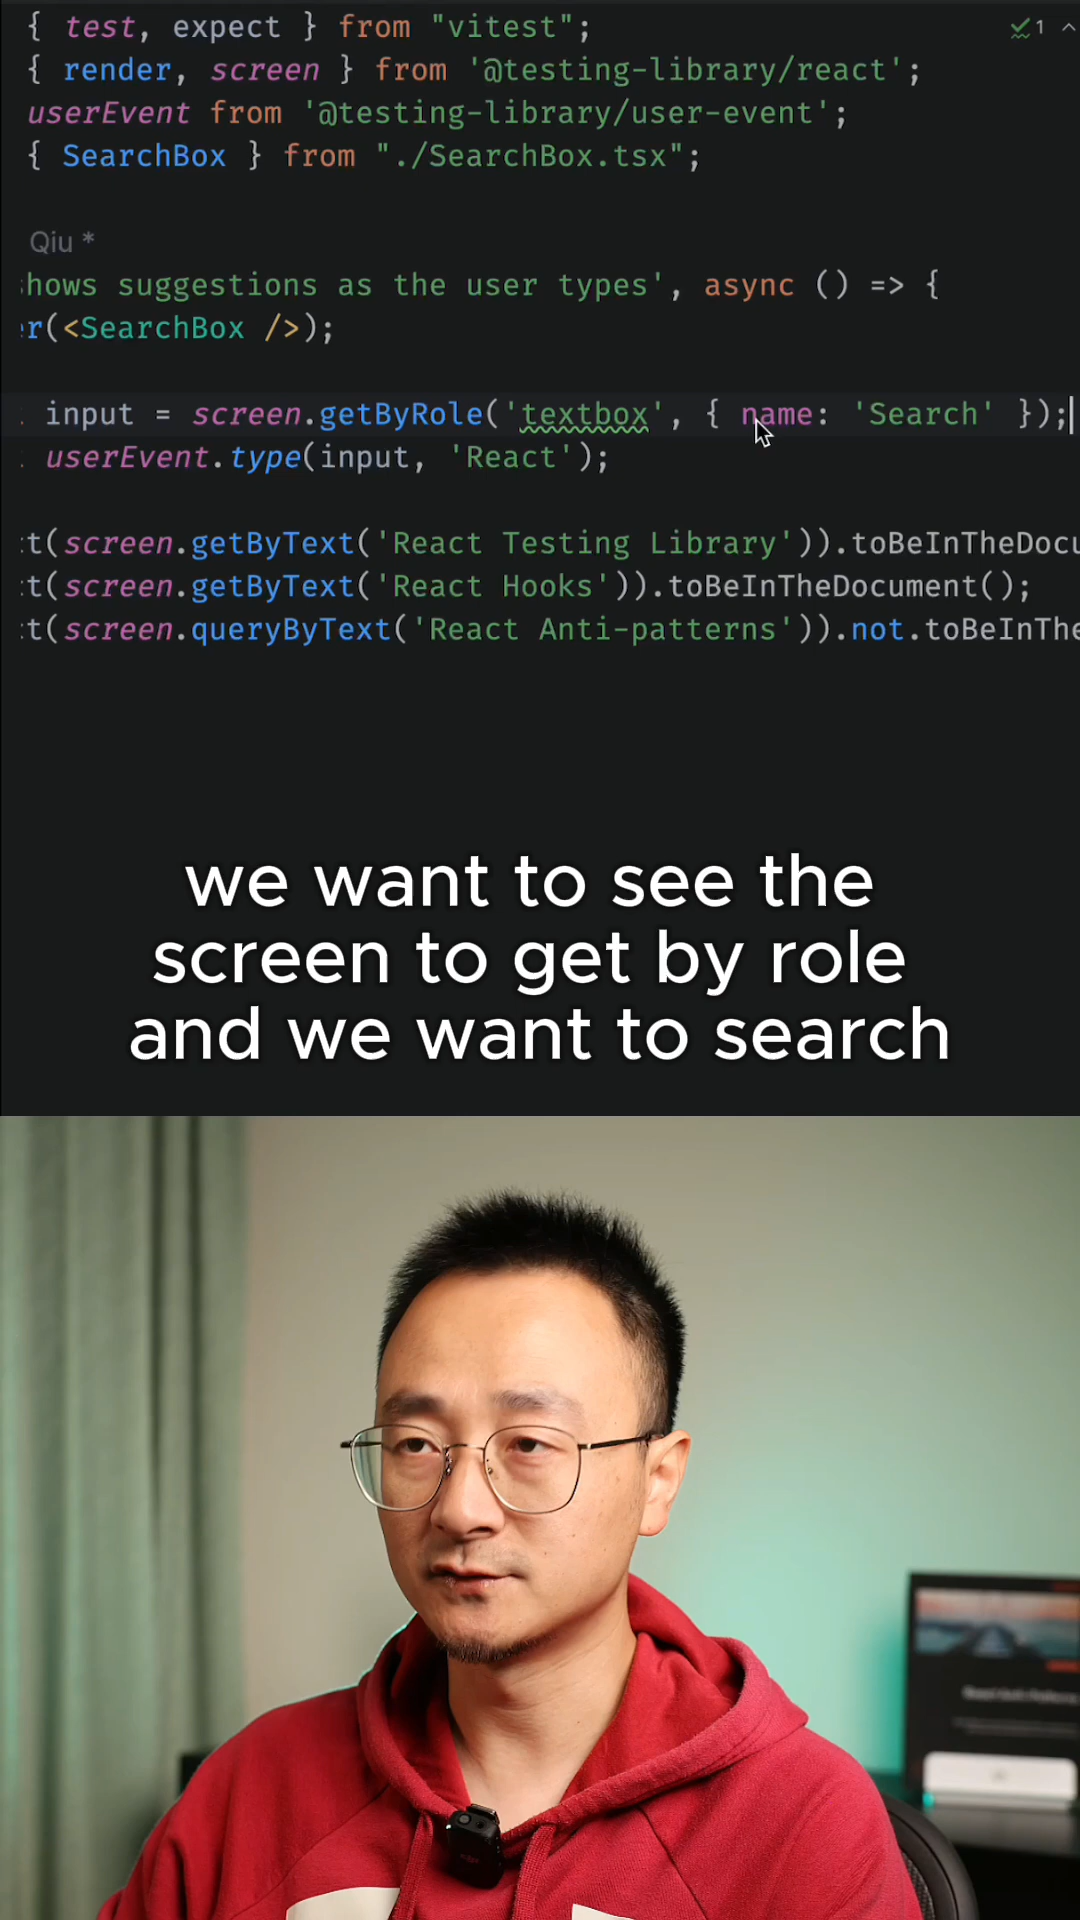 { test, expect } from "vitest";
1
{ render, screen } from '@testing-library/react';
userEvent from '@testing-library/user-event';
{ SearchBox } from "./SearchBox.tsx";
Qiu *
hows suggestions as the user types', async () => {
r(<SearchBox />);
input = screen.getByRole('textbox', { name: 'Search' });
userEvent.type(input, 'React');
t(screen.getByText('React Testing Library')).toBeInTheDocu
t(screen.getByText('React Hooks')).toBeInTheDocument();
t(screen.queryByText('React Anti-patterns')).not.toBeInThe
we want to see the
screen to get by role
and we want to search